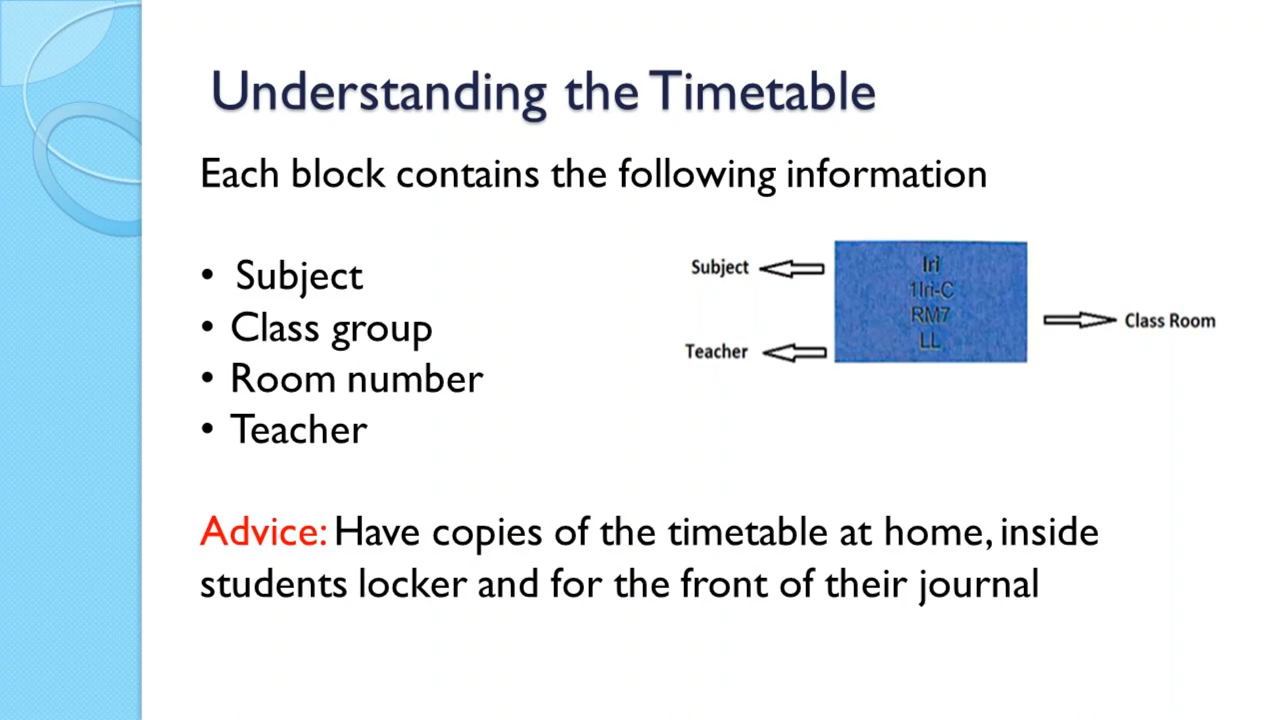 Understanding the Timetable
Each block contains the following information
• Subject
• Class group
• Room number
• Teacher
Subject
Teacher
Iri
1Iri-C
RM7
LL
Class Room
Advice: Have copies of the timetable at home, inside
students locker and for the front of their journal